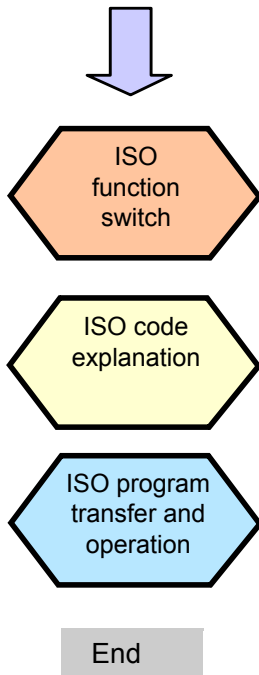 ISO
function
switch
ISO code
explanation
ISO program
transfer and
operation
End